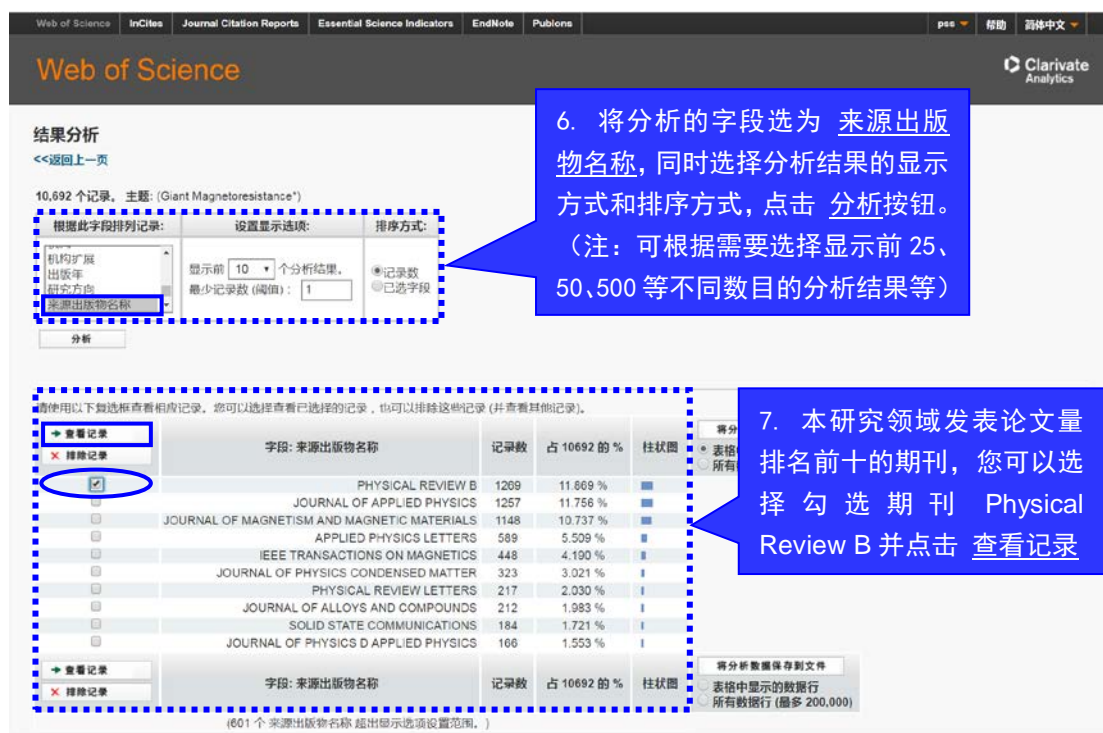 Web of Science InCites Journal Citation Reports Essential Science Indicators EndNote Publons pss 帮助 简体中文
Web of Science
Clarivate
Analytics
结果分析
<<返回上一页
10,692 个记录。 主题: (Giant Magnetoresistance*)
根据此字段排列记录: 设置显示选项: 排序方式:
机构扩展
出版年
研究方向
来源出版物名称
显示前 10 个分析结果。
最少记录数 (阈值): 1
记录数
已选字段
分析
6. 将分析的字段选为 来源出版
物名称，同时选择分析结果的显示
方式和排序方式，点击 分析按钮。
（注：可根据需要选择显示前 25、
50、500 等不同数目的分析结果等）
请使用以下复选框查看相应记录。您可以选择查看已选择的记录，也可以排除这些记录 (并查看其他记录)。
查看记录
排除记录
字段: 来源出版物名称 记录数 占 10692 的 % 柱状图
将分
表格中
所有
PHYSICAL REVIEW B 1269 11.869 %
JOURNAL OF APPLIED PHYSICS 1257 11.756 %
JOURNAL OF MAGNETISM AND MAGNETIC MATERIALS 1148 10.737 %
APPLIED PHYSICS LETTERS 589 5.509 %
IEEE TRANSACTIONS ON MAGNETICS 448 4.190 %
JOURNAL OF PHYSICS CONDENSED MATTER 323 3.021 %
PHYSICAL REVIEW LETTERS 217 2.030 %
JOURNAL OF ALLOYS AND COMPOUNDS 212 1.983 %
SOLID STATE COMMUNICATIONS 184 1.721 %
JOURNAL OF PHYSICS D APPLIED PHYSICS 166 1.553 %
7. 本研究领域发表论文量
排名前十的期刊，您可以选
择勾选期刊 Physical
Review B 并点击 查看记录
查看记录
排除记录
字段: 来源出版物名称 记录数 占 10692 的 % 柱状图
将分析数据保存到文件
表格中显示的数据行
所有数据行 (最多 200,000)
(601 个 来源出版物名称 超出显示选项设置范围。)